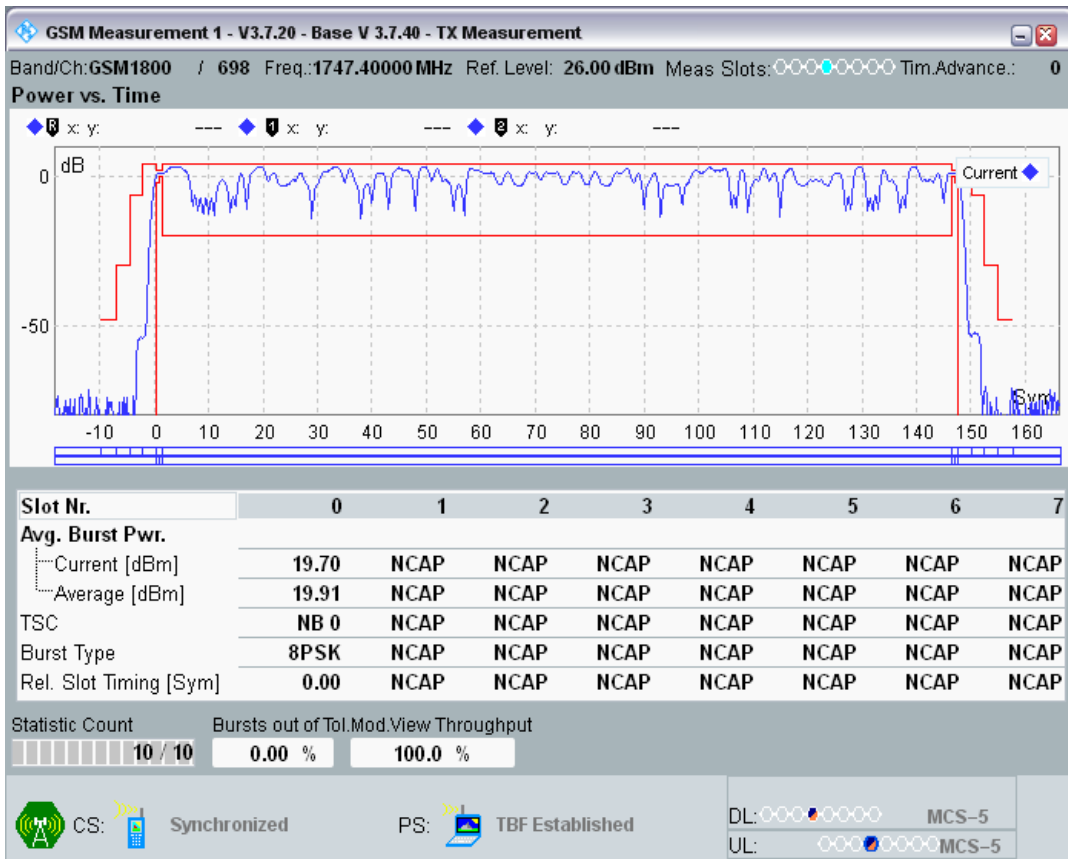 GSM Measurement 1 - V3.7.20 - Base V 3.7.40 - TX Measurement
Band/Ch:GSM1800 / 698 Freq.:1747.40000 MHz Ref. Level: 26.00 dBm Meas Slots: Tim.Advance.: 0
Power vs. Time
R x: y: --- 1 x: y: --- 2 x: y: ---
dB
Current
0
-50
Sym
-10 0 10 20 30 40 50 60 70 80 90 100 110 120 130 140 150 160
Slot Nr. 0 1 2 3 4 5 6 7
Avg. Burst Pwr.
Current [dBm] 19.70 NCAP NCAP NCAP NCAP NCAP NCAP NCAP
Average [dBm] 19.91 NCAP NCAP NCAP NCAP NCAP NCAP NCAP
TSC NB 0 NCAP NCAP NCAP NCAP NCAP NCAP NCAP
Burst Type 8PSK NCAP NCAP NCAP NCAP NCAP NCAP NCAP
Rel. Slot Timing [Sym] 0.00 NCAP NCAP NCAP NCAP NCAP NCAP NCAP
Statistic Count Bursts out of Tol.Mod.View Throughput
10 / 10 0.00 % 100.0 %
CS: Synchronized PS: TBF Established
DL: MCS-5
UL: MCS-5